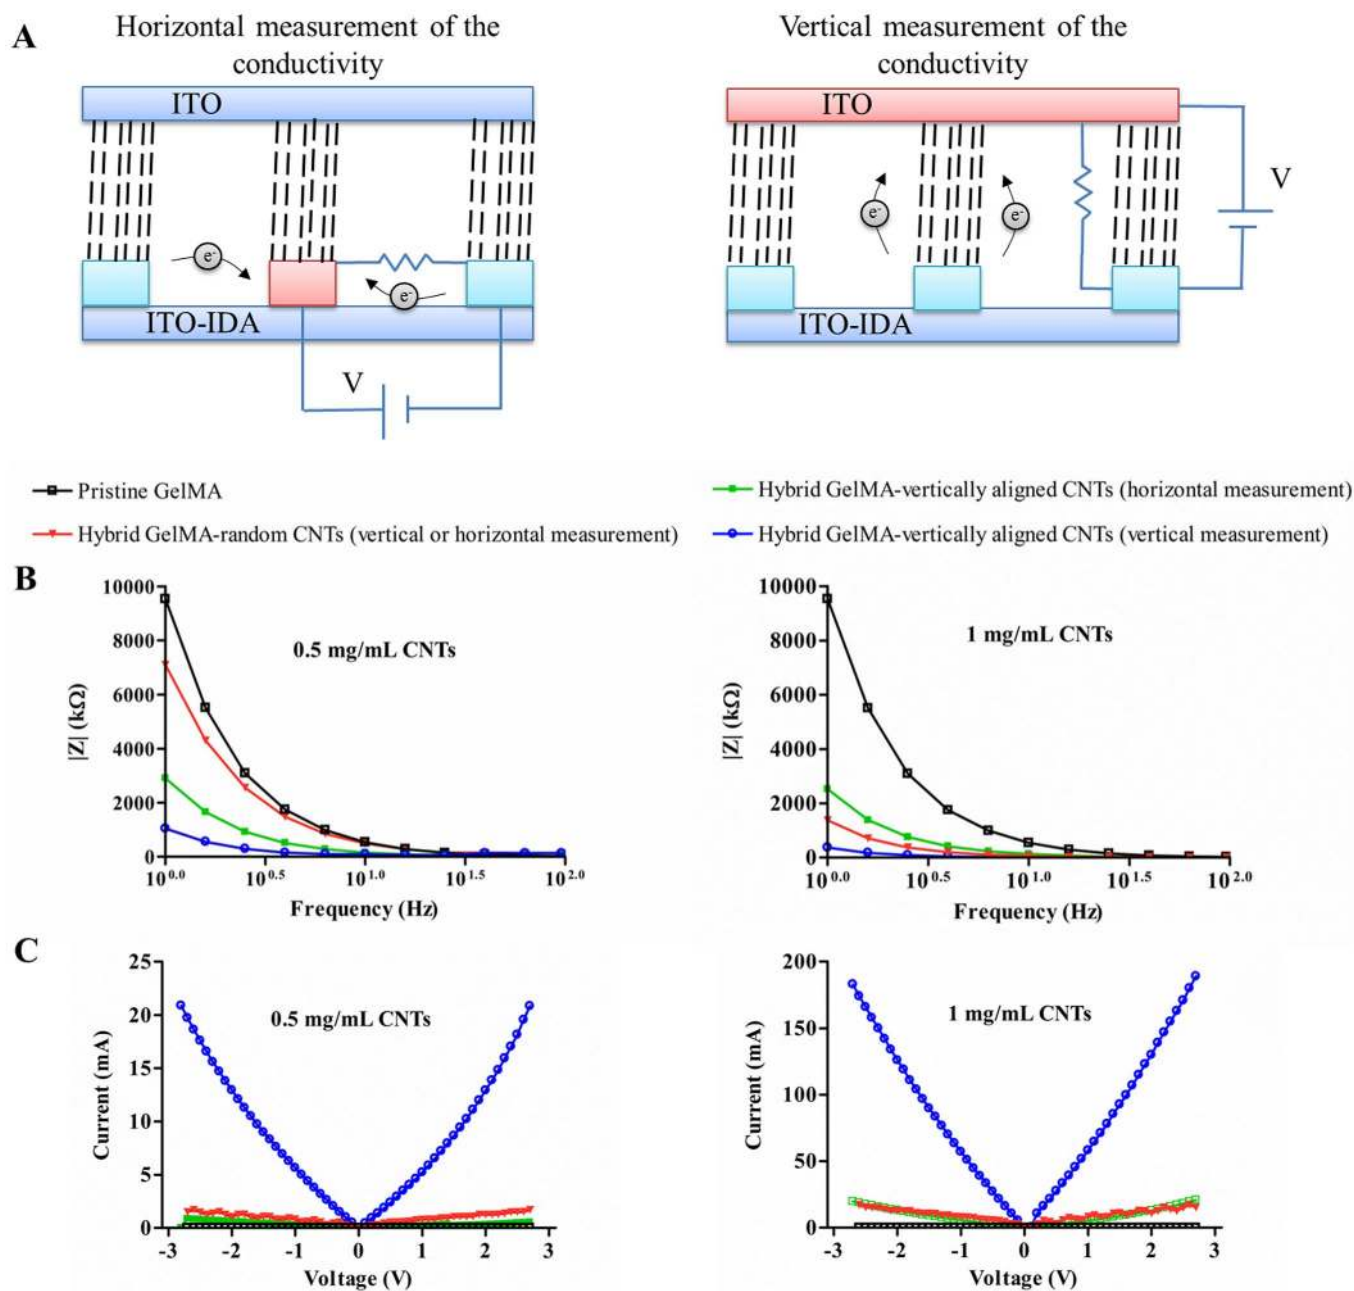 A
Horizontal measurement of the
conductivity
ITO
e-
e-
ITO-IDA
V
Vertical measurement of the
conductivity
ITO
e-
e-
V
ITO-IDA
Pristine GelMA
Hybrid GelMA-random CNTs (vertical or horizontal measurement)
Hybrid GelMA-vertically aligned CNTs (horizontal measurement)
Hybrid GelMA-vertically aligned CNTs (vertical measurement)
B
|Z| (kΩ)
10000
8000
6000
4000
2000
0
0.5 mg/mL CNTs
10^0.0 10^0.5 10^1.0 10^1.5 10^2.0
Frequency (Hz)
|Z| (kΩ)
10000
8000
6000
4000
2000
0
1 mg/mL CNTs
10^0.0 10^0.5 10^1.0 10^1.5 10^2.0
Frequency (Hz)
C
Current (mA)
25
20
15
10
5
0
0.5 mg/mL CNTs
-3 -2 -1 0 1 2 3
Voltage (V)
Current (mA)
200
150
100
50
0
1 mg/mL CNTs
-3 -2 -1 0 1 2 3
Voltage (V)